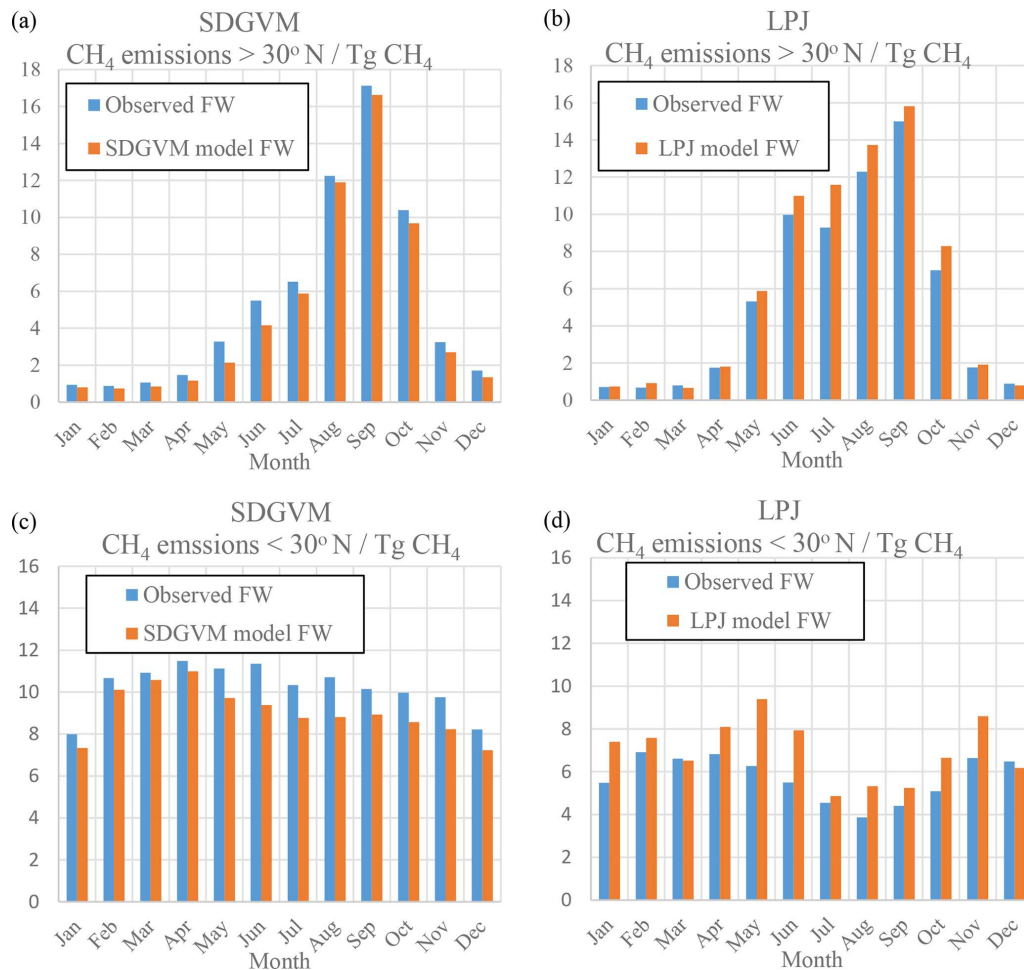 (a)
SDGVM
CH₄ emissions > 30º N / Tg CH₄
18
16
14
12
10
8
6
4
2
0
Observed FW
SDGVM model FW
Jan Feb Mar Apr May Jun Jul Aug Sep Oct Nov Dec
Month
(b)
LPJ
CH₄ emissions > 30º N / Tg CH₄
18
16
14
12
10
8
6
4
2
0
Observed FW
LPJ model FW
Jan Feb Mar Apr May Jun Jul Aug Sep Oct Nov Dec
Month
(c)
SDGVM
CH₄ emssions < 30º N / Tg CH₄
16
14
12
10
8
6
4
2
0
Observed FW
SDGVM model FW
Jan Feb Mar Apr May Jun Jul Aug Sep Oct Nov Dec
Month
(d)
LPJ
CH₄ emissions < 30º N / Tg CH₄
16
14
12
10
8
6
4
2
0
Observed FW
LPJ model FW
Jan Feb Mar Apr May Jun Jul Aug Sep Oct Nov Dec
Month